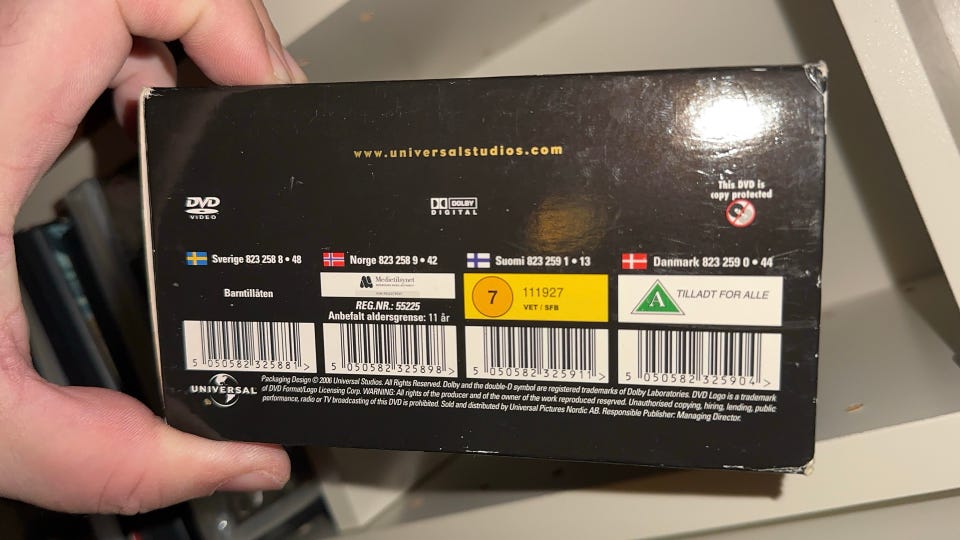 www.universalstudios.com
This DVD is
copy protected
DVD
VIDEO
DOLBY
DIGITAL
Sverige 823 258 8 • 48
Norge 823 258 9 • 42
Suomi 823 259 1 • 13
Danmark 823 259 0 • 44
Barntillåten
Medietilsynet
REG.NR.: 55225
Anbefalt aldersgrense: 11 år
7
111927
VET / SFB
A
TILLADT FOR ALLE
5 050582 325881 >
5 050582 325898 >
5 050582 325911 >
5 050582 325904 >
UNIVERSAL
Packaging Design © 2006 Universal Studios. All Rights Reserved. Dolby and the double-D symbol are registered trademarks of Dolby Laboratories. DVD Logo is a trademark
of DVD Format/Logo Licensing Corp. WARNING: All rights of the producer and of the owner of the work reproduced reserved. Unauthorised copying, hiring, lending, public
performance, radio or TV broadcasting of this DVD is prohibited. Sold and distributed by Universal Pictures Nordic AB. Responsible Publisher: Managing Director.